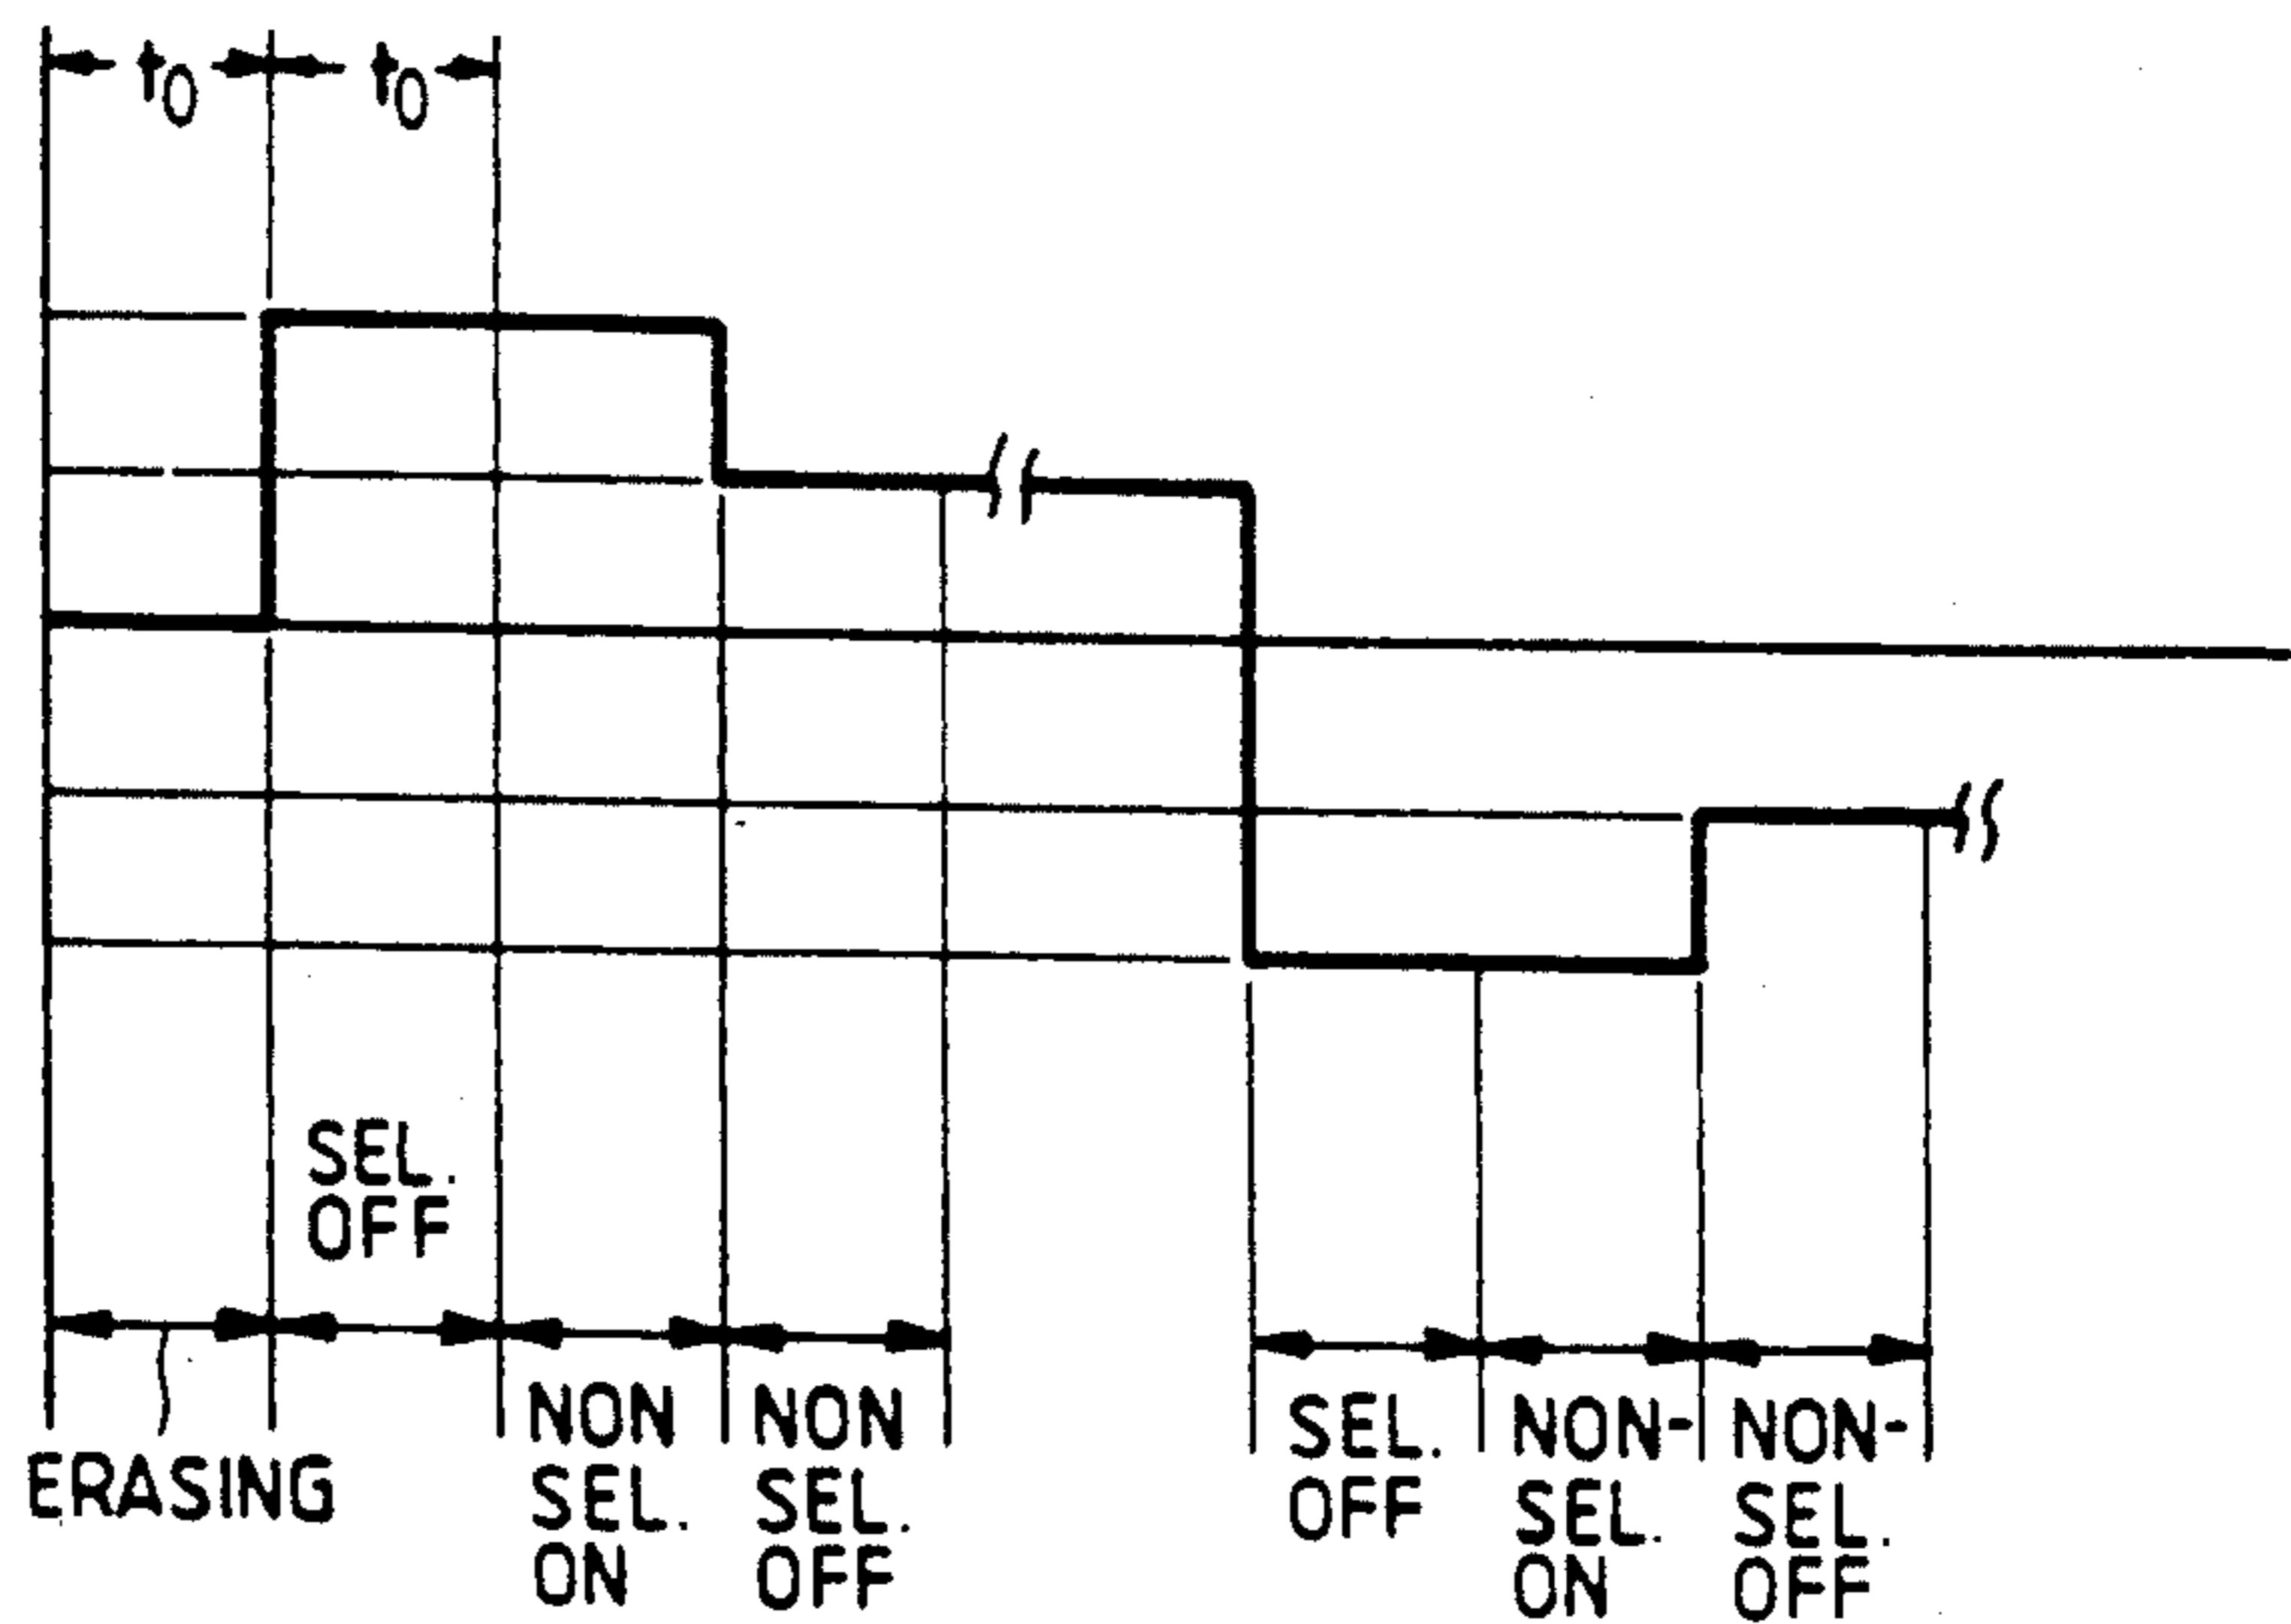 t0 t0
SEL.
OFF
ERASING
NON
SEL.
ON
NON
SEL.
OFF
SEL.
OFF
NON-
SEL.
ON
NON-
SEL.
OFF